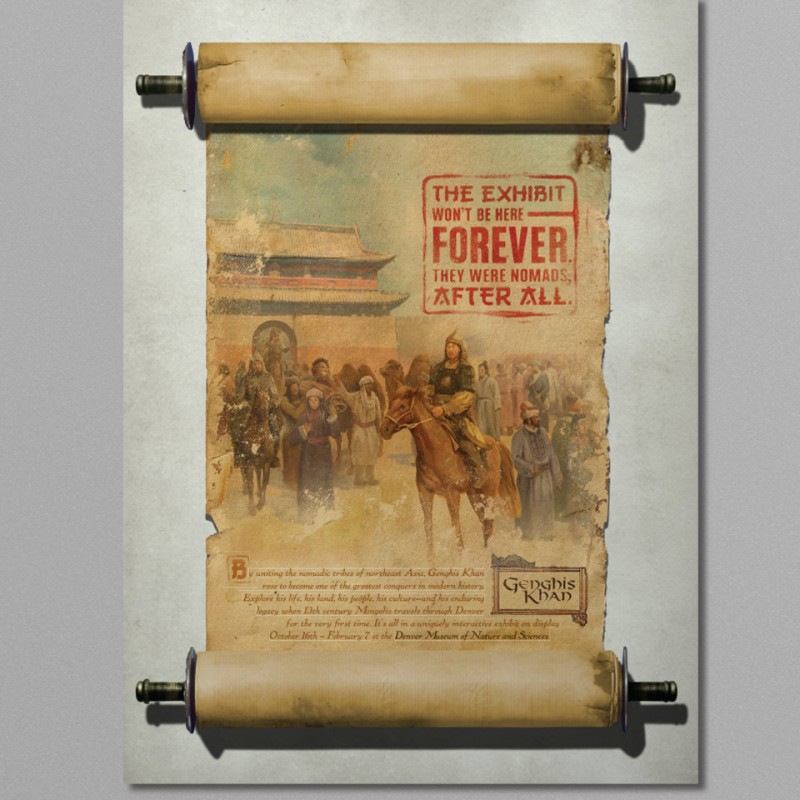 THE EXHIBIT
WON'T BE HERE
FOREVER.
THEY WERE NOMADS,
AFTER ALL.
By uniting the nomadic tribes of northeast Asia, Genghis Khan
rose to become one of the greatest conquers in modern history.
Explore his life, his land, his people, his culture—and his enduring
legacy when 13th century Mongolia travels through Denver
for the very first time. It's all in a uniquely interactive exhibit on display
October 16th – February 7 at the Denver Museum of Nature and Sciences
Genghis
Khan